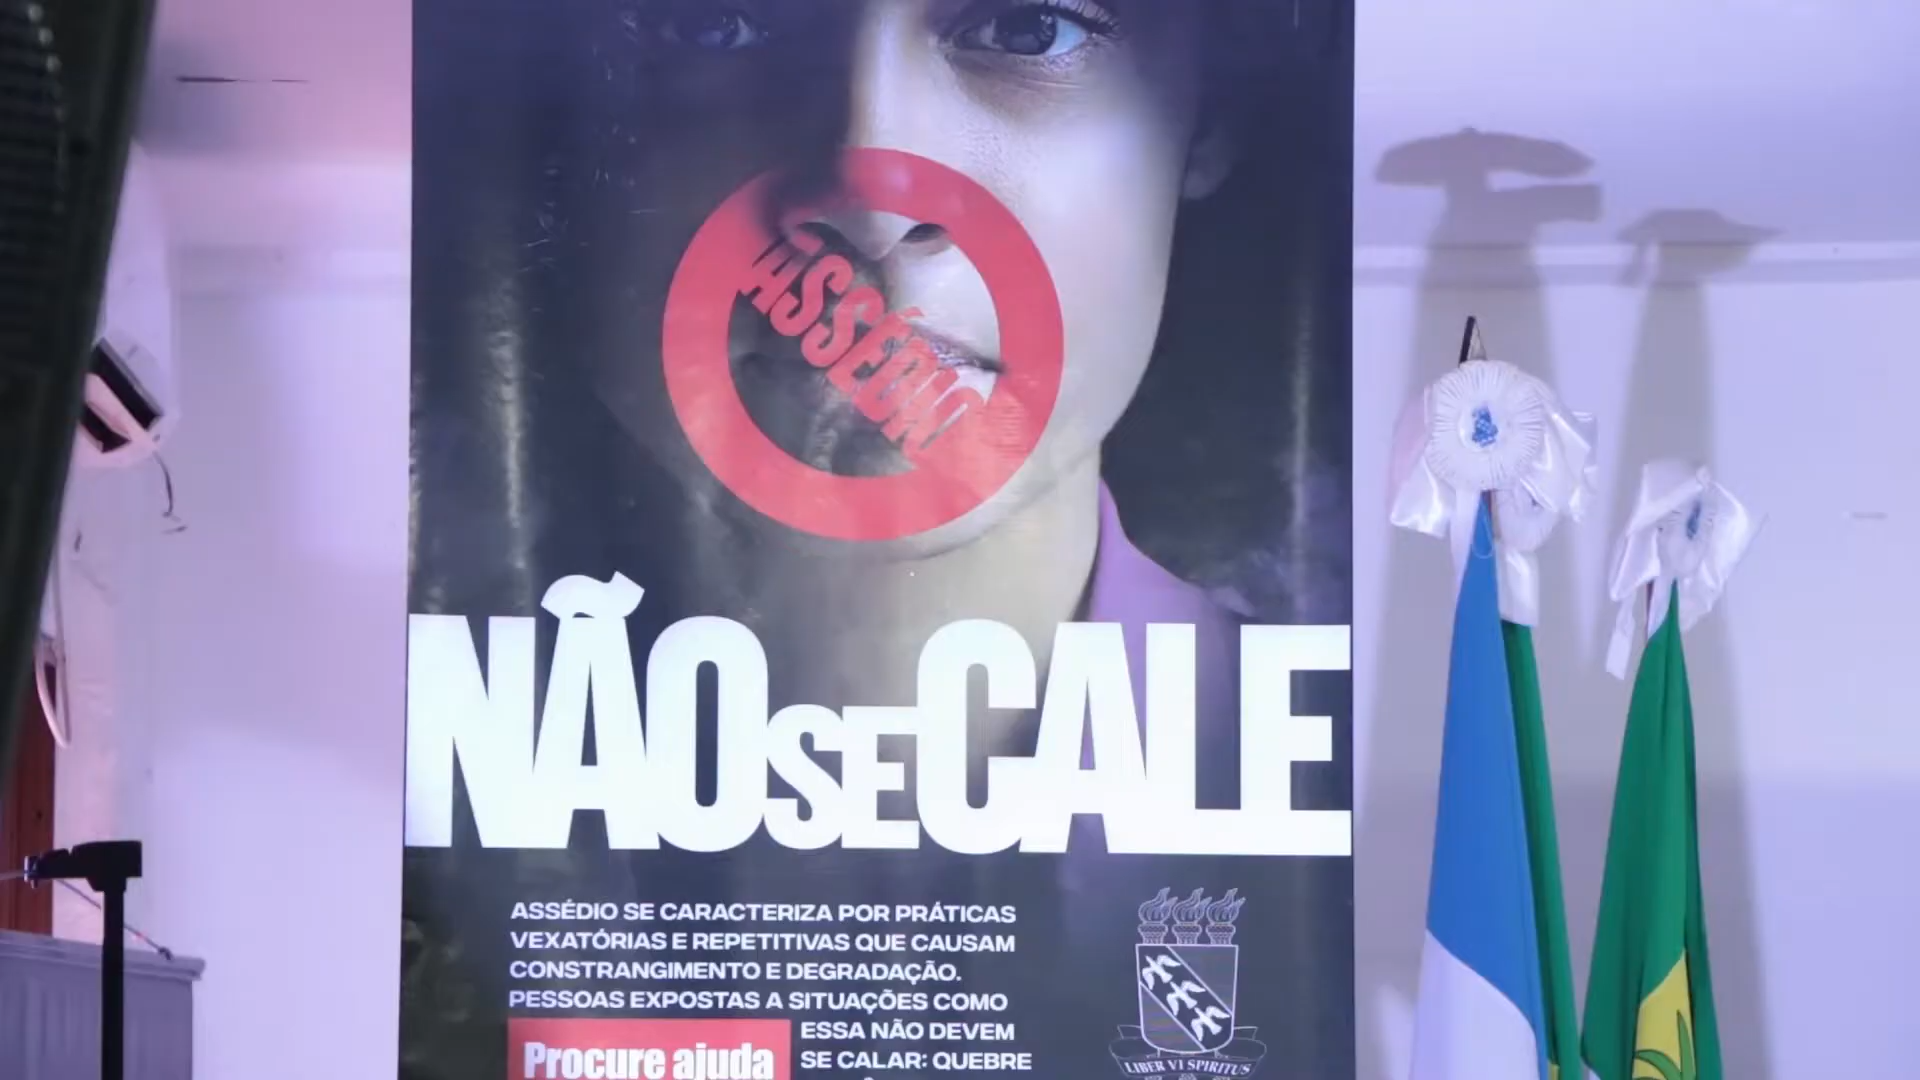 ASSÉDIO
NÃO SE CALE
ASSÉDIO SE CARACTERIZA POR PRÁTICAS
VEXATÓRIAS E REPETITIVAS QUE CAUSAM
CONSTRANGIMENTO E DEGRADAÇÃO.
PESSOAS EXPOSTAS A SITUAÇÕES COMO
ESSA NÃO DEVEM
SE CALAR: QUEBRE
Procure ajuda
LIBER VI SPIRITUS